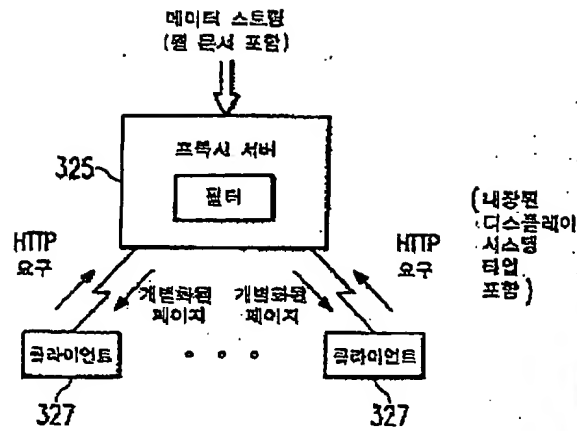 데이터 스트림
(웹 문서 포함)
프록시 서버
325
필터
HTTP
요구
개별화된
페이지
개별화된
페이지
HTTP
요구
(내장된
디스플레이
시스템
타입
포함)
클라이언트
• • •
클라이언트
327
327